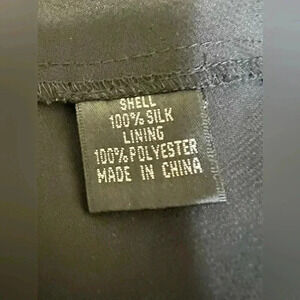 SHELL
100% SILK
LINING
100% POLYESTER
MADE IN CHINA